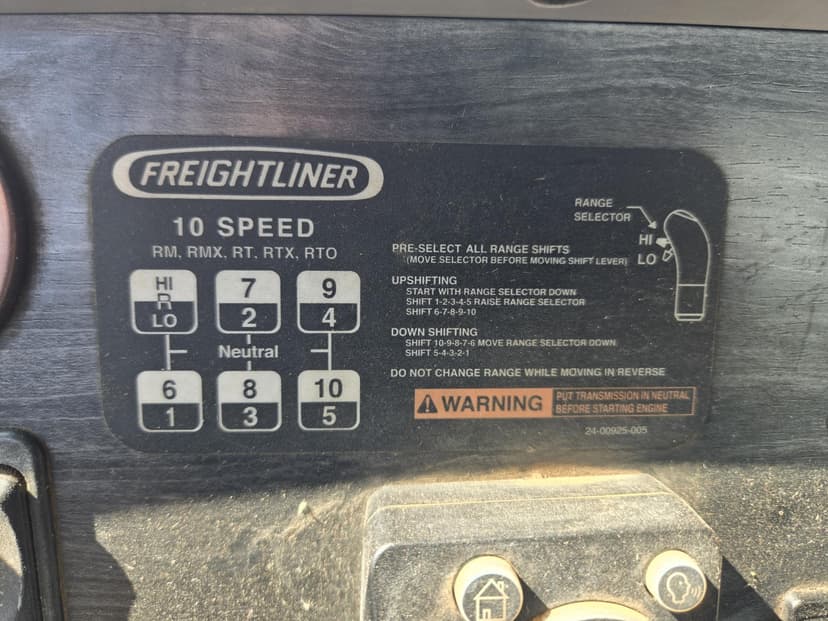 FREIGHTLINER
10 SPEED
RM, RMX, RT, RTX, RTO
HI
R
LO
7
2
9
4
Neutral
6
1
8
3
10
5
PRE-SELECT ALL RANGE SHIFTS
(MOVE SELECTOR BEFORE MOVING SHIFT LEVER)
UPSHIFTING
START WITH RANGE SELECTOR DOWN
SHIFT 1-2-3-4-5 RAISE RANGE SELECTOR
SHIFT 6-7-8-9-10
DOWN SHIFTING
SHIFT 10-9-8-7-6 MOVE RANGE SELECTOR DOWN
SHIFT 5-4-3-2-1
DO NOT CHANGE RANGE WHILE MOVING IN REVERSE
RANGE
SELECTOR
HI
LO
WARNING
PUT TRANSMISSION IN NEUTRAL
BEFORE STARTING ENGINE
24-00925-005